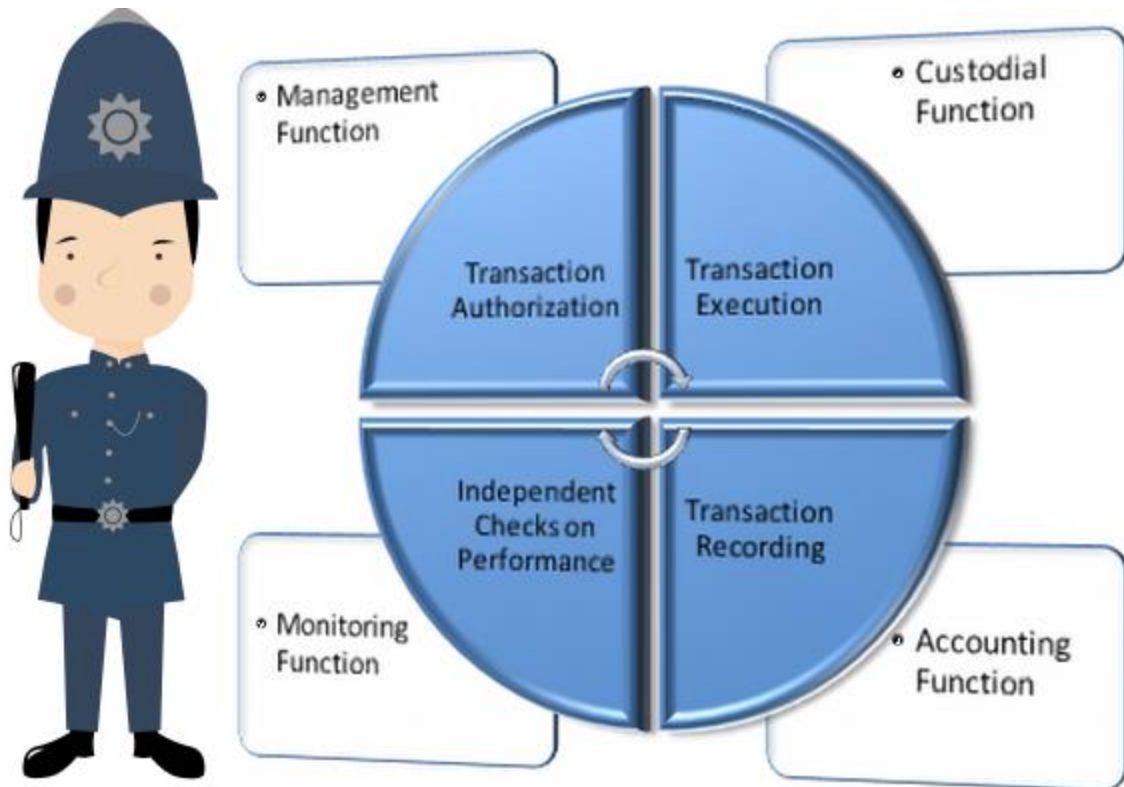 • Management
Function
• Custodial
Function
Transaction
Authorization
Transaction
Execution
Independent
Checks on
Performance
Transaction
Recording
• Monitoring
Function
• Accounting
Function